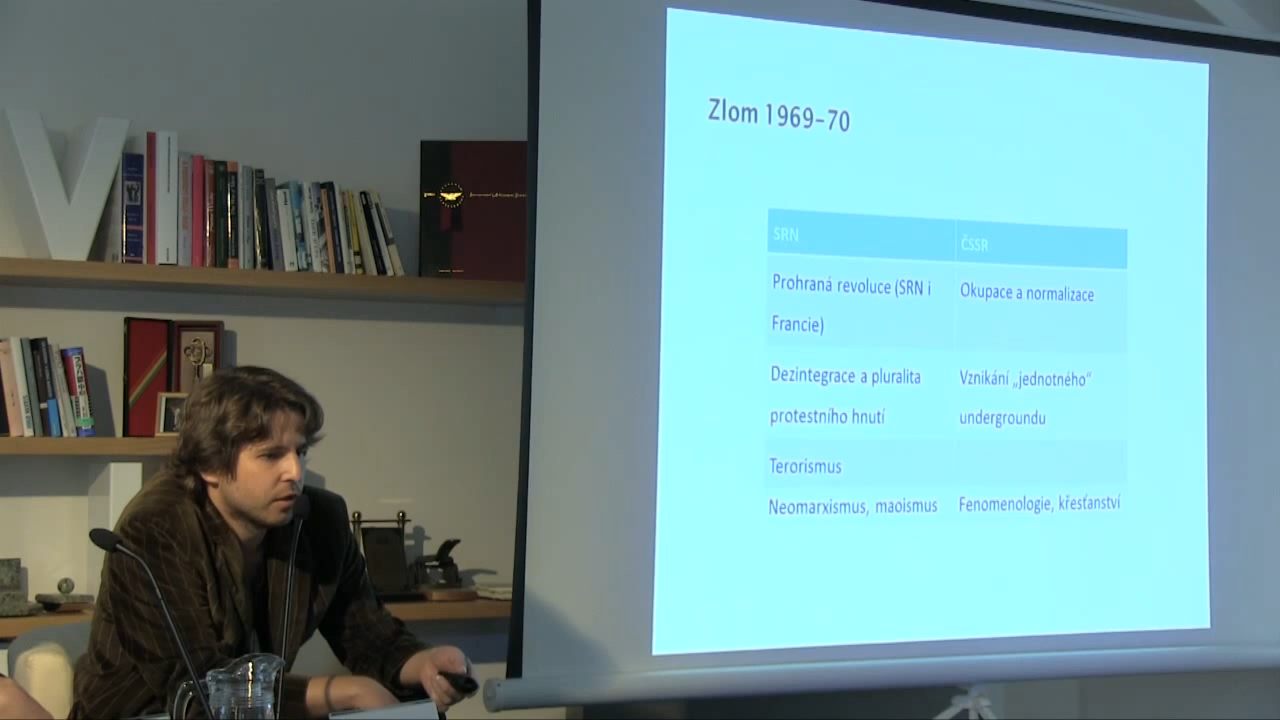 V
Zlom 1969–70
SRN
ČSSR
Prohraná revoluce (SRN i
Francie)
Okupace a normalizace
Dezintegrace a pluralita
protestního hnutí
Vznikání „jednotného“
undergroundu
Terorismus
Neomarxismus, maoismus
Fenomenologie, křesťanství